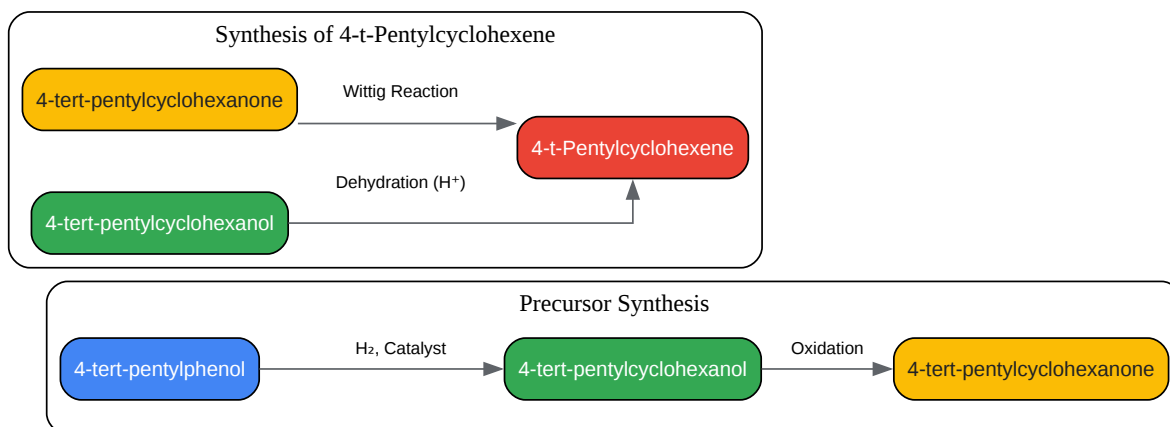 Synthesis of 4-t-Pentylcyclohexene
4-tert-pentylcyclohexanone
Wittig Reaction
4-t-Pentylcyclohexene
Dehydration (H⁺)
4-tert-pentylcyclohexanol
Precursor Synthesis
4-tert-pentylphenol
H₂, Catalyst
4-tert-pentylcyclohexanol
Oxidation
4-tert-pentylcyclohexanone